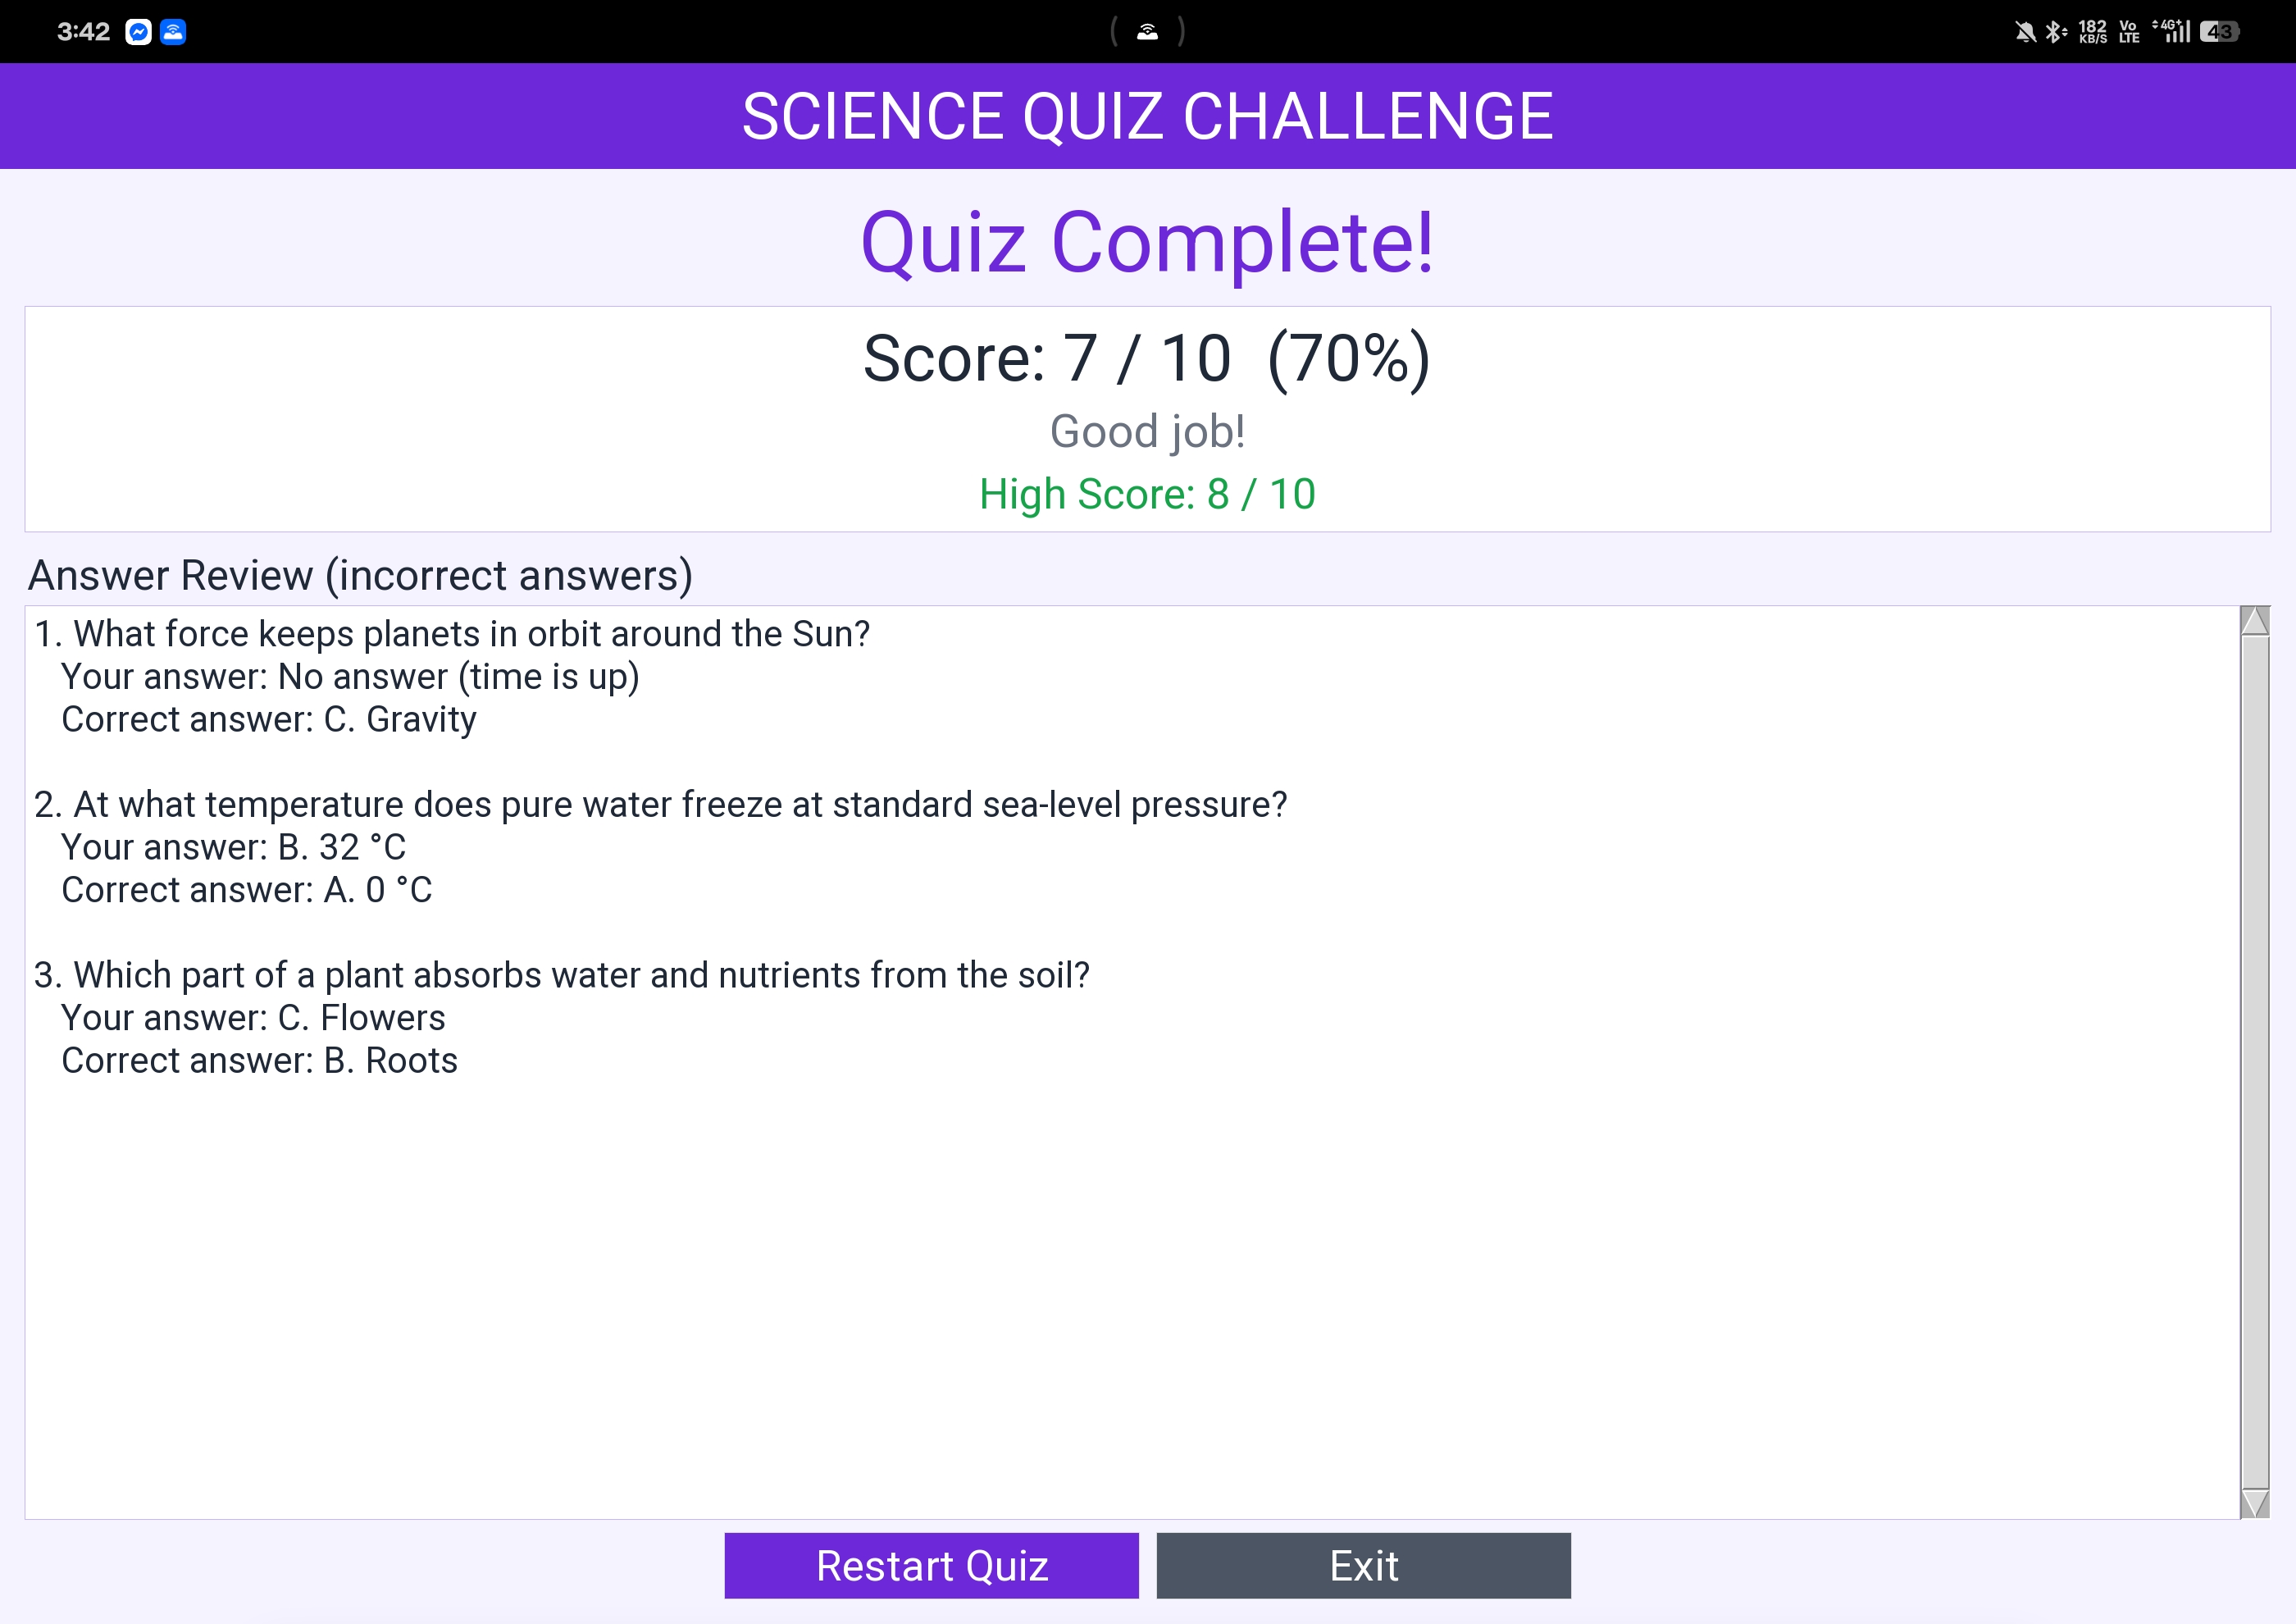 3:42
182 KB/S
Vo LTE
4G+
43
SCIENCE QUIZ CHALLENGE
Quiz Complete!
Score: 7 / 10 (70%)
Good job!
High Score: 8 / 10
Answer Review (incorrect answers)
1. What force keeps planets in orbit around the Sun?
Your answer: No answer (time is up)
Correct answer: C. Gravity
2. At what temperature does pure water freeze at standard sea-level pressure?
Your answer: B. 32 °C
Correct answer: A. 0 °C
3. Which part of a plant absorbs water and nutrients from the soil?
Your answer: C. Flowers
Correct answer: B. Roots
Restart Quiz
Exit